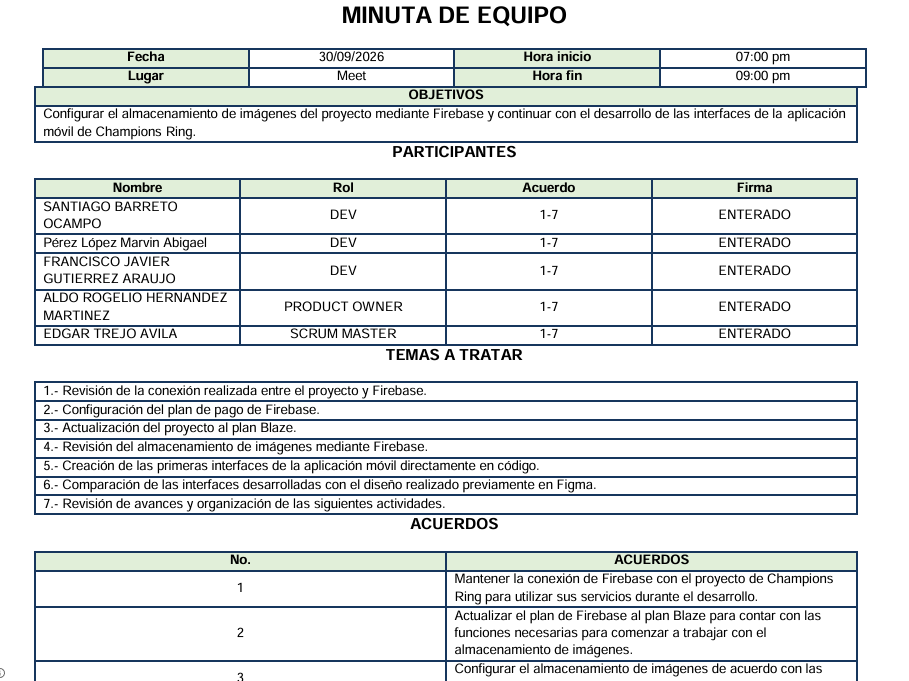 MINUTA DE EQUIPO
Fecha 30/09/2026 Hora inicio 07:00 pm
Lugar Meet Hora fin 09:00 pm
OBJETIVOS
Configurar el almacenamiento de imágenes del proyecto mediante Firebase y continuar con el desarrollo de las interfaces de la aplicación
móvil de Champions Ring.
PARTICIPANTES
Nombre Rol Acuerdo Firma
SANTIAGO BARRETO
OCAMPO
DEV 1-7 ENTERADO
Pérez López Marvin Abigael DEV 1-7 ENTERADO
FRANCISCO JAVIER
GUTIERREZ ARAUJO
DEV 1-7 ENTERADO
ALDO ROGELIO HERNANDEZ
MARTINEZ
PRODUCT OWNER 1-7 ENTERADO
EDGAR TREJO AVILA SCRUM MASTER 1-7 ENTERADO
TEMAS A TRATAR
1.- Revisión de la conexión realizada entre el proyecto y Firebase.
2.- Configuración del plan de pago de Firebase.
3.- Actualización del proyecto al plan Blaze.
4.- Revisión del almacenamiento de imágenes mediante Firebase.
5.- Creación de las primeras interfaces de la aplicación móvil directamente en código.
6.- Comparación de las interfaces desarrolladas con el diseño realizado previamente en Figma.
7.- Revisión de avances y organización de las siguientes actividades.
ACUERDOS
No. ACUERDOS
1
Mantener la conexión de Firebase con el proyecto de Champions
Ring para utilizar sus servicios durante el desarrollo.
2
Actualizar el plan de Firebase al plan Blaze para contar con las
funciones necesarias para comenzar a trabajar con el
almacenamiento de imágenes.
3
Configurar el almacenamiento de imágenes de acuerdo con las